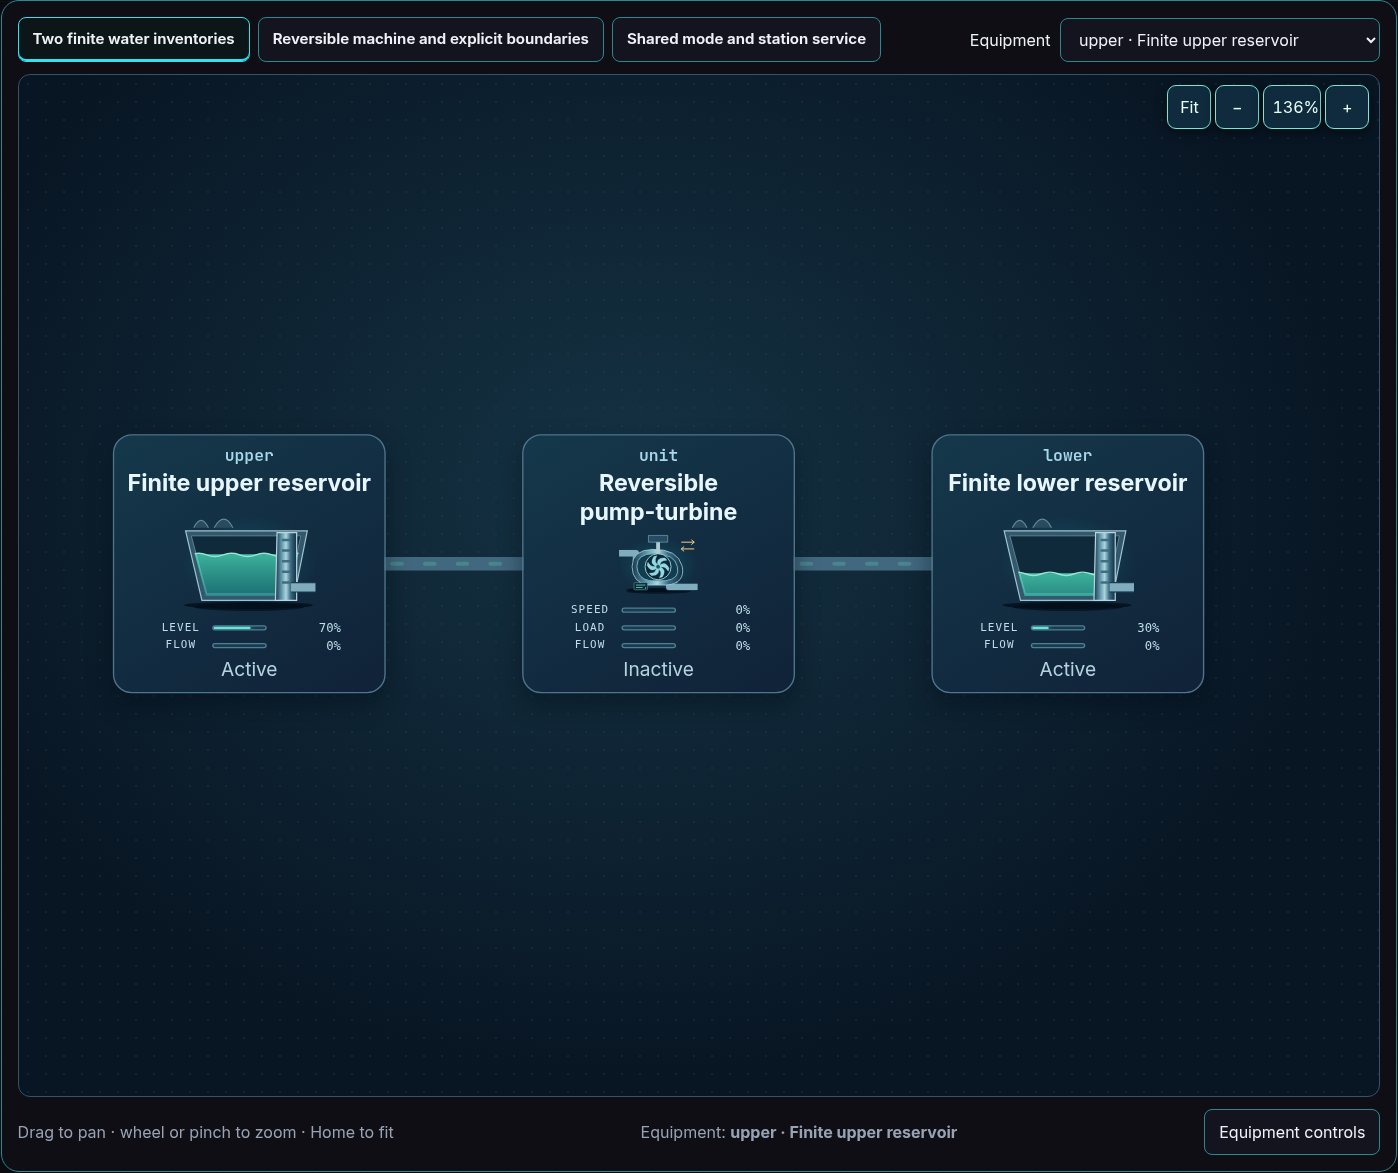 Two finite water inventories
Reversible machine and explicit boundaries
Shared mode and station service
Equipment
upper · Finite upper reservoir
Fit
−
136%
+
upper
Finite upper reservoir
LEVEL 70%
FLOW 0%
Active
unit
Reversible
pump-turbine
SPEED 0%
LOAD 0%
FLOW 0%
Inactive
lower
Finite lower reservoir
LEVEL 30%
FLOW 0%
Active
Drag to pan · wheel or pinch to zoom · Home to fit
Equipment: upper · Finite upper reservoir
Equipment controls